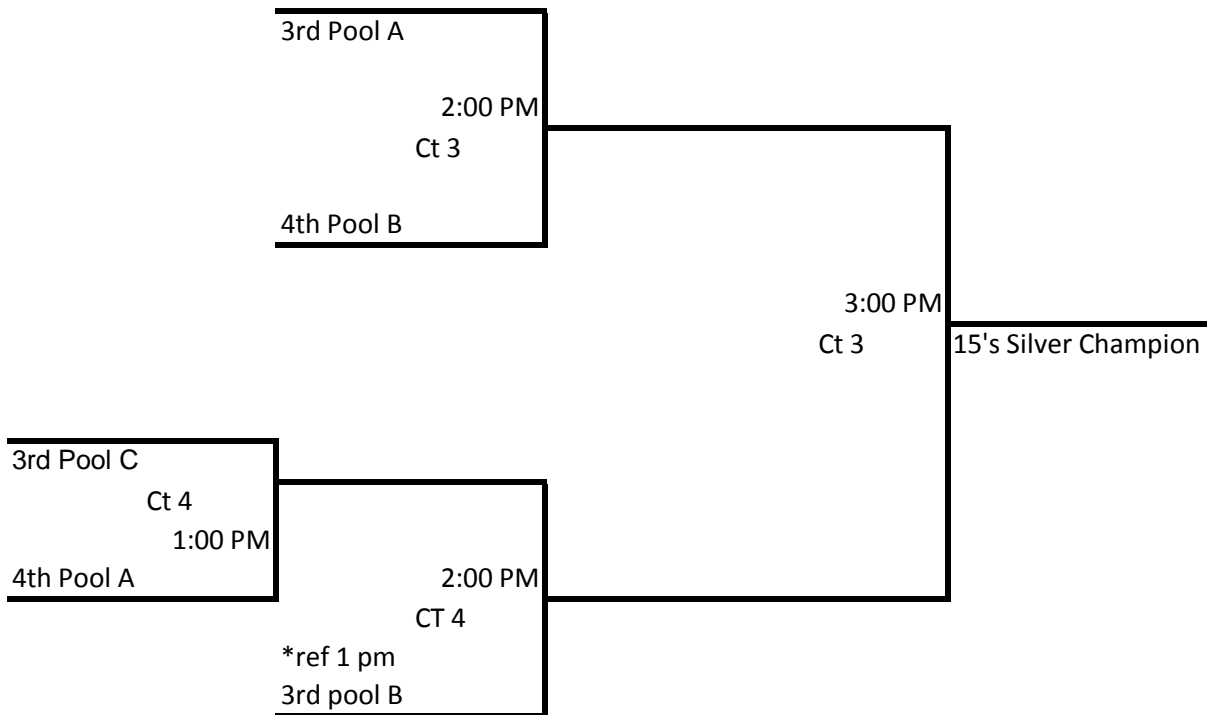 3rd Pool A
2:00 PM
Ct 3
4th Pool B
3:00 PM
Ct 3
15's Silver Champion
3rd Pool C
Ct 4
1:00 PM
4th Pool A
2:00 PM
CT 4
*ref 1 pm
3rd pool B